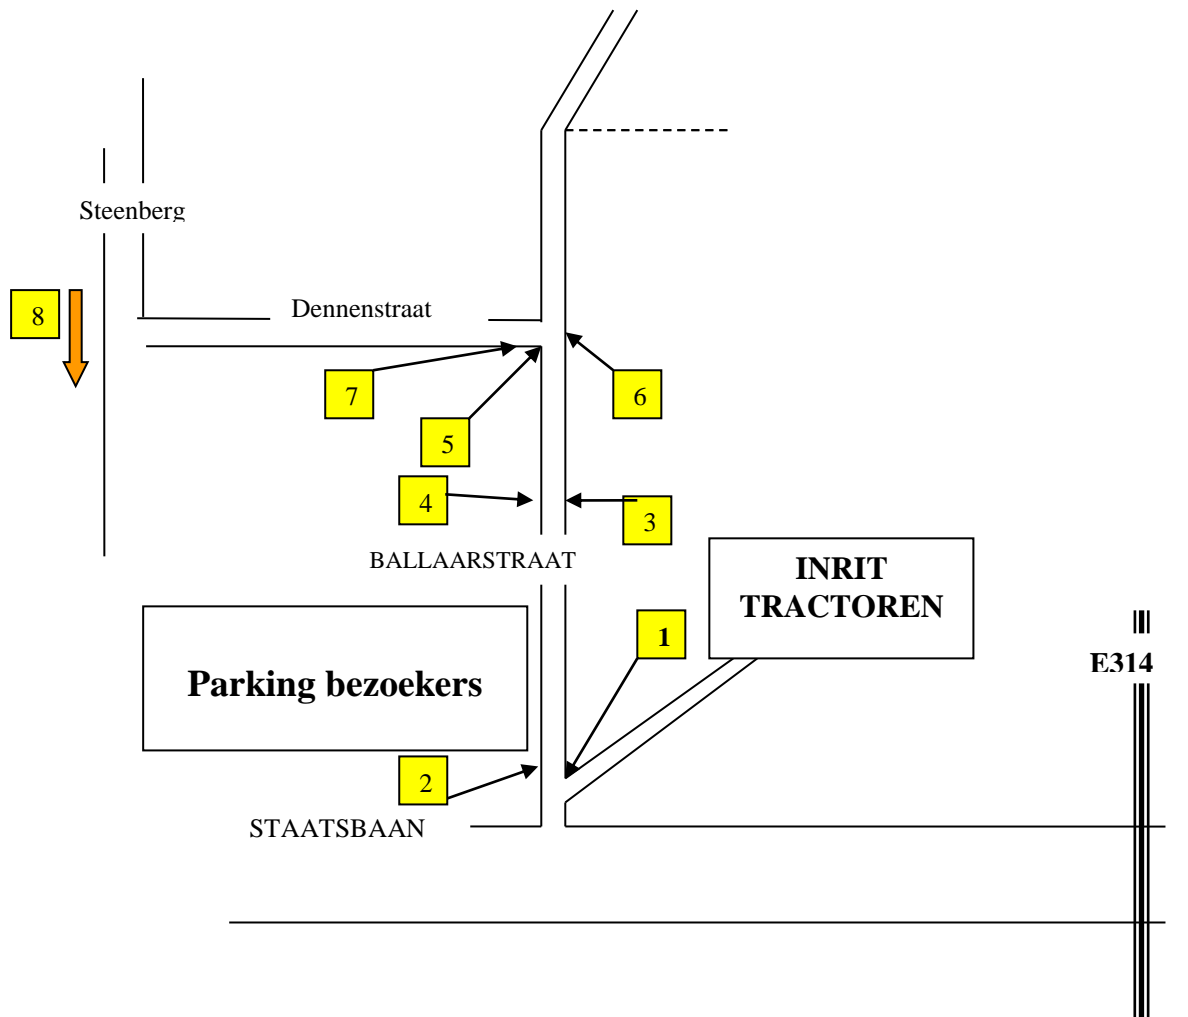 Steenberg
8
Dennenstraat
7
6
5
4
3
BALLAARSTRAAT
INRIT
TRACTOREN
1
E314
Parking bezoekers
2
STAATSBAAN